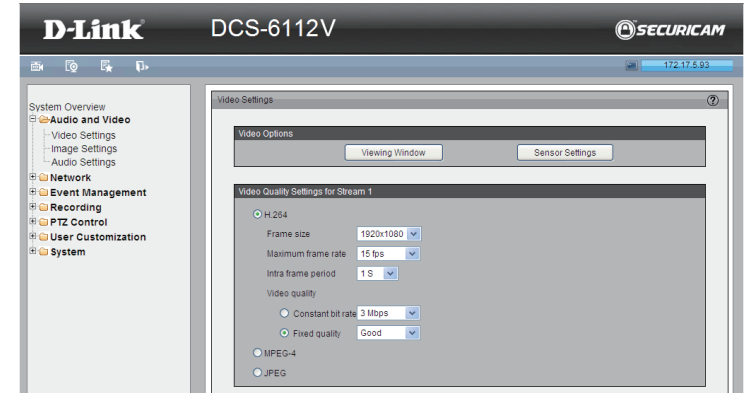 D-Link
DCS-6112V
SECURICAM
172.17.5.93
System Overview
Audio and Video
Video Settings
Image Settings
Audio Settings
Network
Event Management
Recording
PTZ Control
User Customization
System
Video Settings
?
Video Options
Viewing Window Sensor Settings
Video Quality Settings for Stream 1
H.264
Frame size 1920x1080
Maximum frame rate 15 fps
Intra frame period 1 S
Video quality
Constant bit rate 3 Mbps
Fixed quality Good
MPEG-4
JPEG